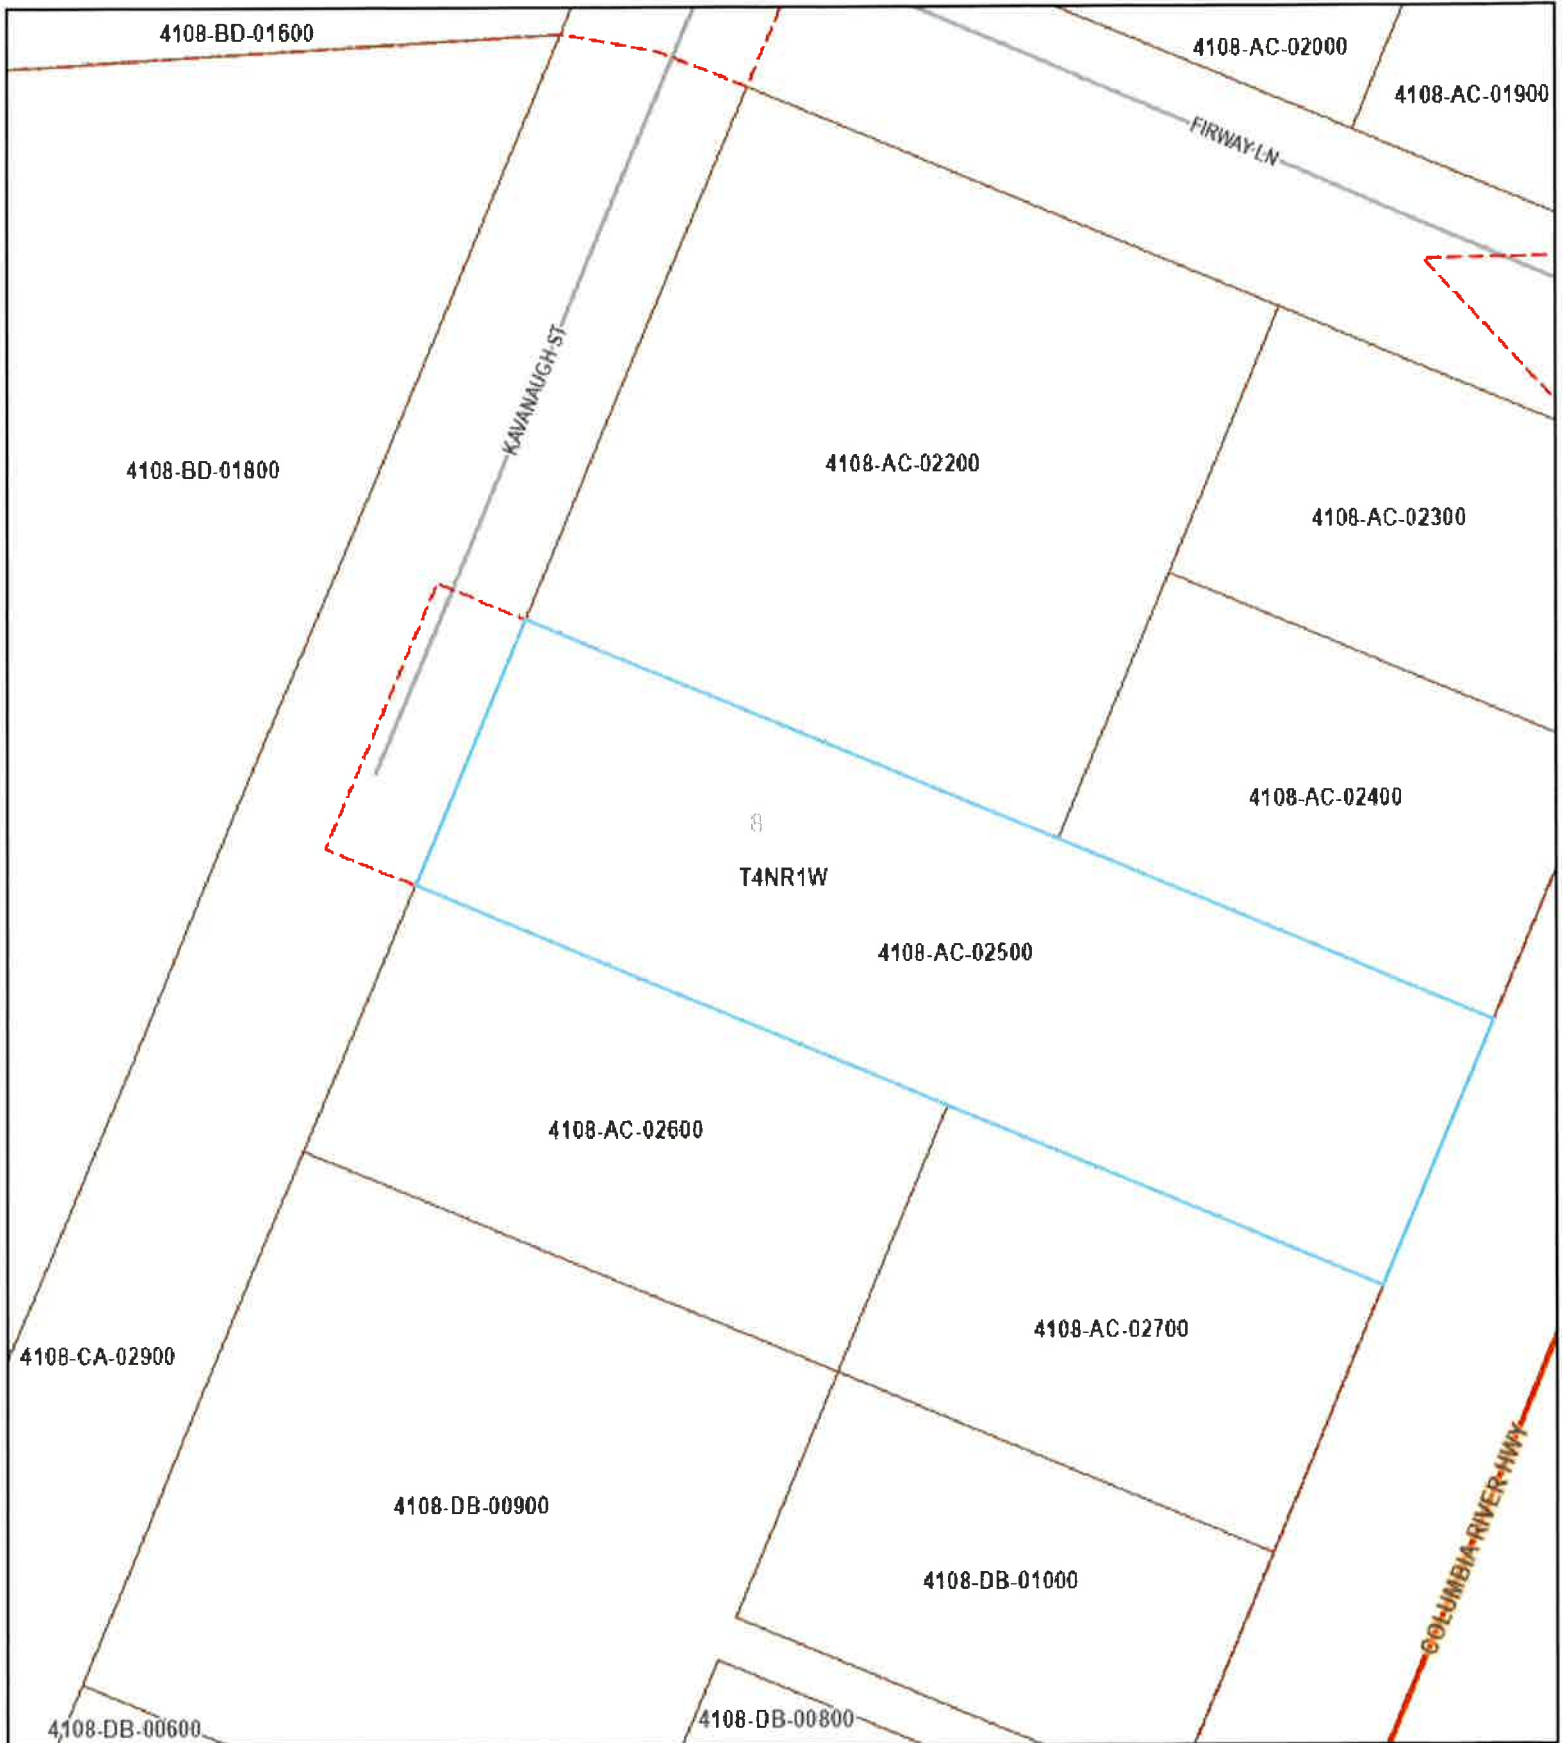 4108-BD-01600
4108-AC-02000
4108-AC-01900
FIRWAY LN
KAVANAUGH ST
4108-BD-01800
4108-AC-02200
4108-AC-02300
4108-AC-02400
8
T4NR1W
4108-AC-02500
4108-AC-02600
4108-AC-02700
4108-CA-02900
4108-DB-00900
4108-DB-01000
COLUMBIA RIVER HWY
4108-DB-00600
4108-DB-00800